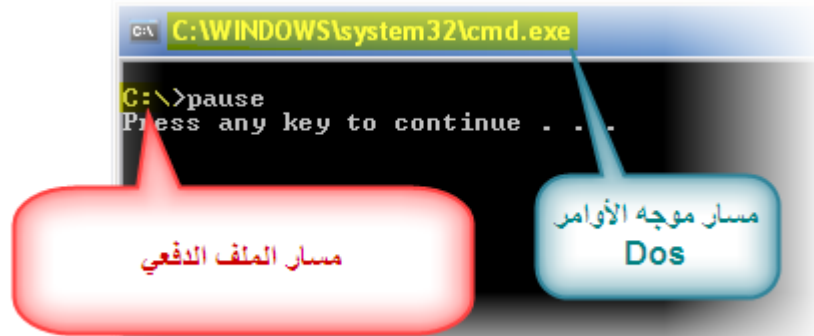 C:\WINDOWS\system32\cmd.exe
C:\>pause
Press any key to continue . . .
مسار موجه الأوامر
Dos
مسار الملف الدفعي